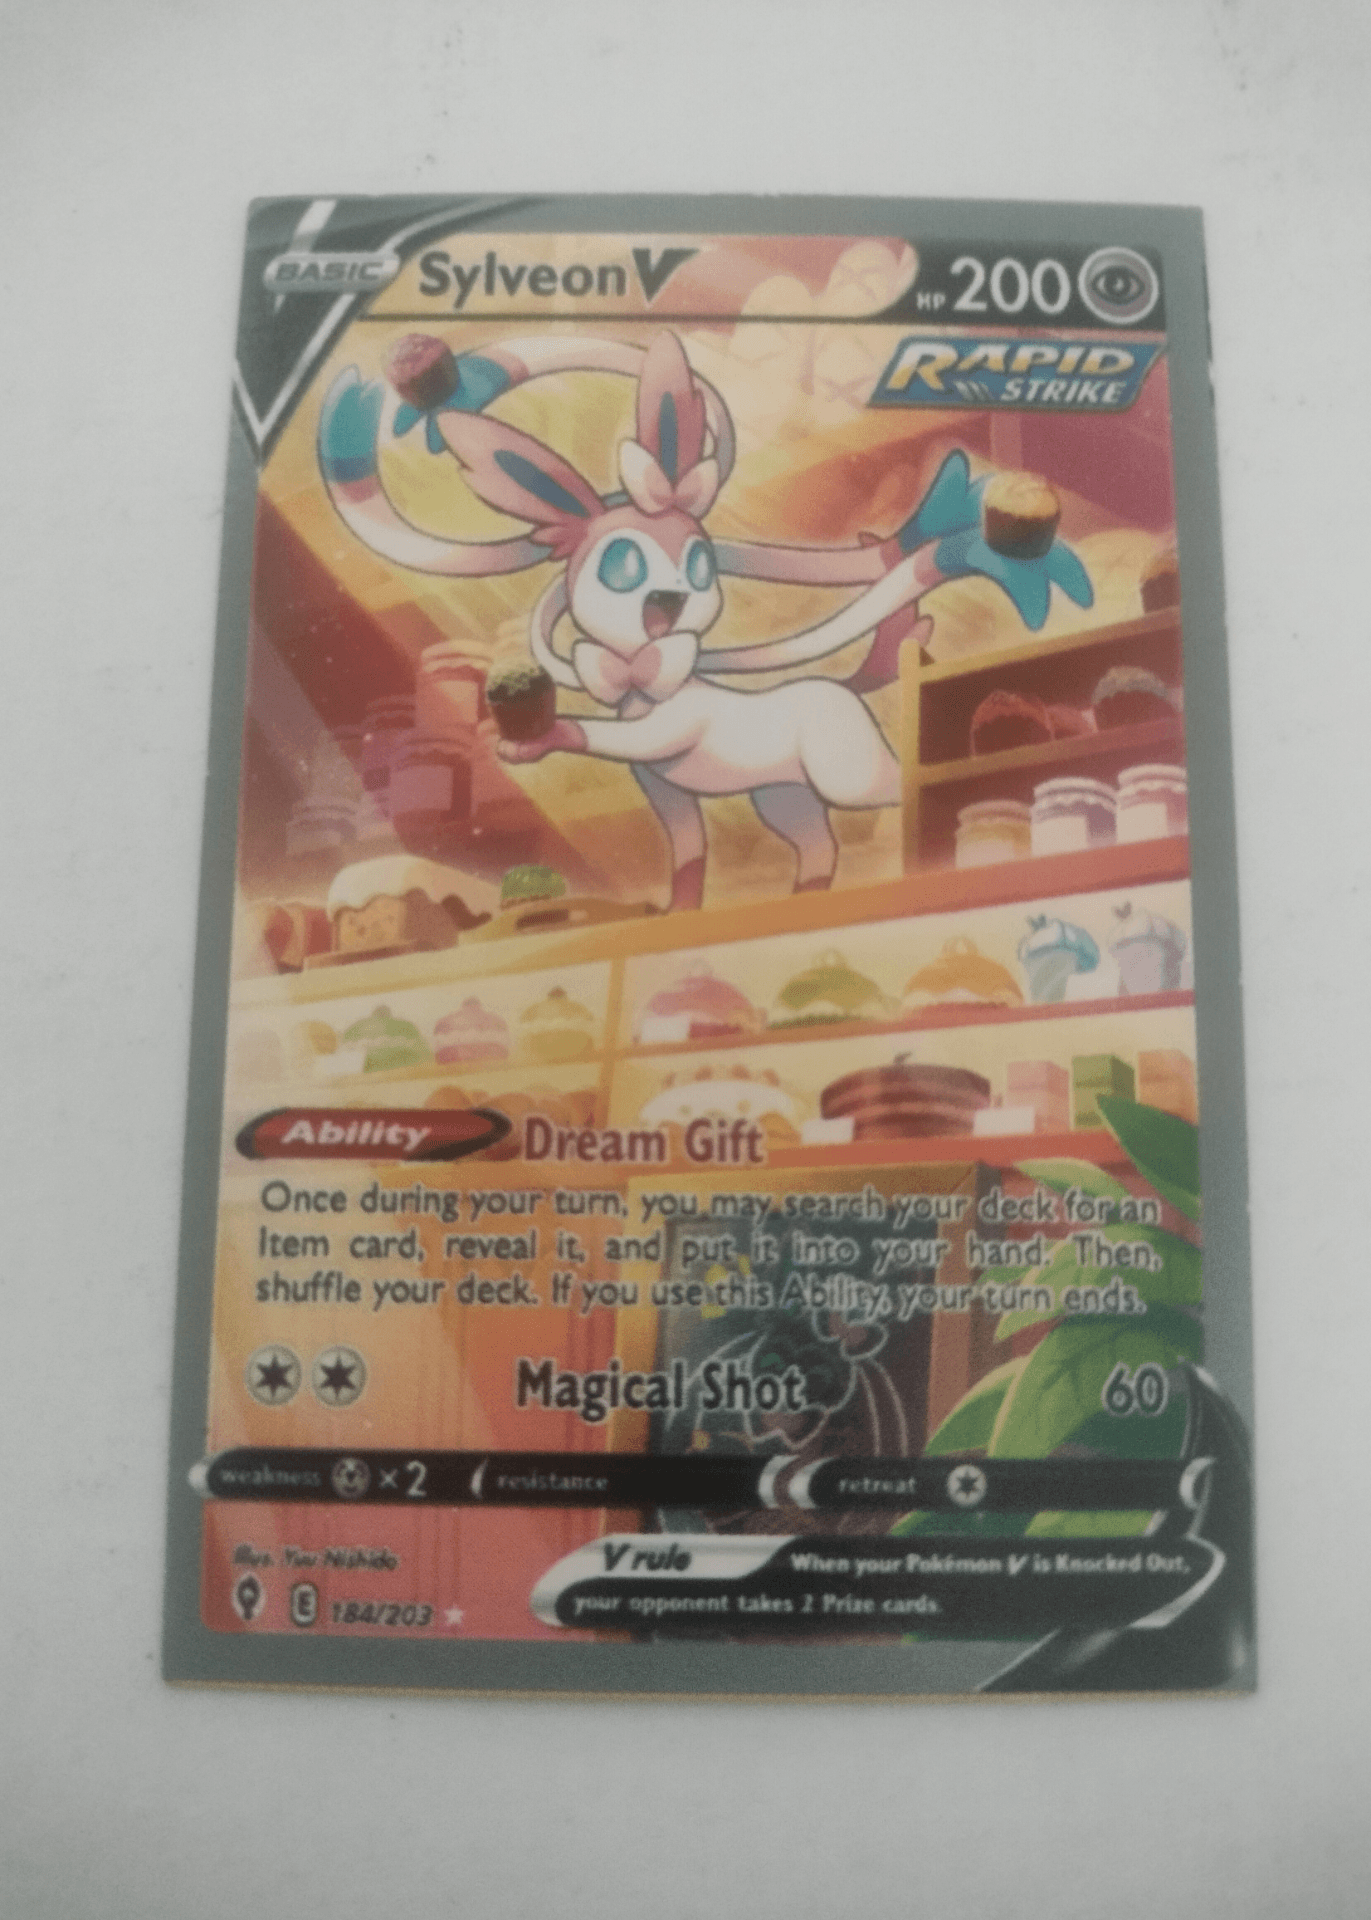 BASIC Sylveon V HP 200
RAPID
STRIKE
Ability Dream Gift
Once during your turn, you may search your deck for an
Item card, reveal it, and put it into your hand. Then,
shuffle your deck. If you use this Ability, your turn ends.
Magical Shot 60
weakness ×2 resistance retreat
Illus. Yuu Nishida
V rule When your Pokémon V is Knocked Out,
your opponent takes 2 Prize cards.
E 184/203